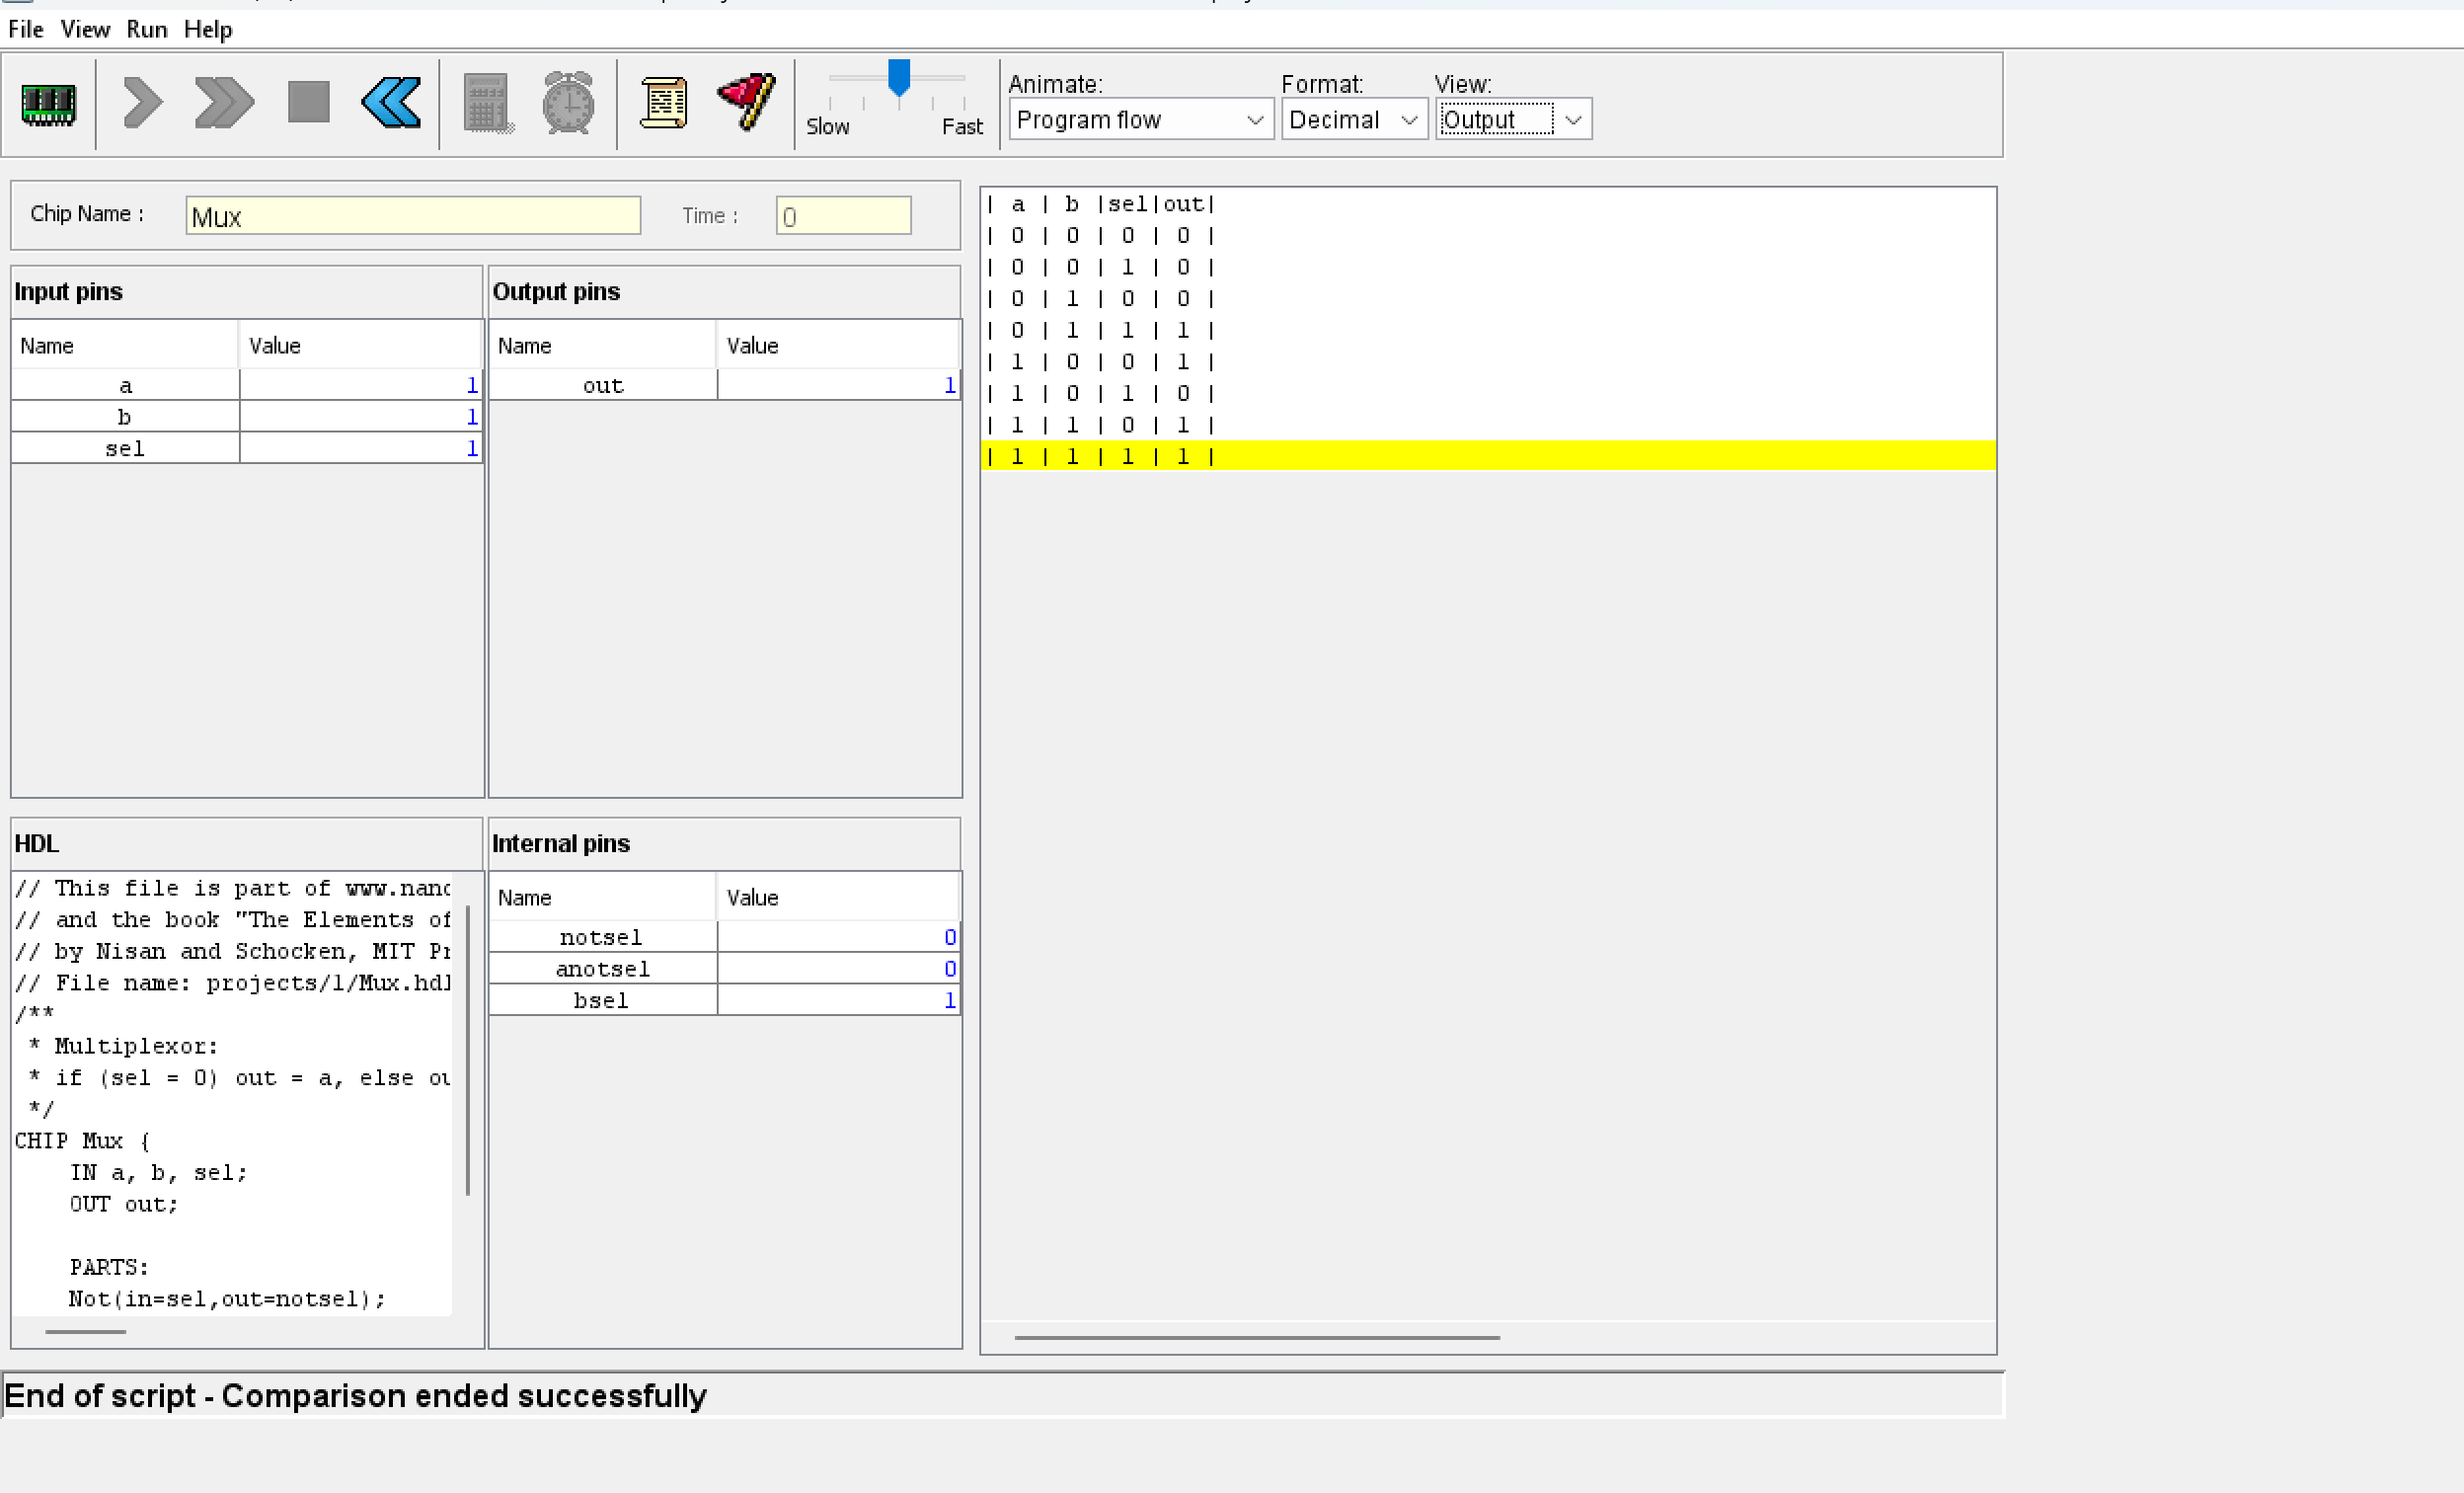 File View Run Help
Animate: Format: View:
Slow Fast Program flow Decimal Output
Chip Name : Mux Time : 0
Input pins Output pins
Name Value Name Value
a 1 out 1
b 1
sel 1
| a | b |sel|out|
| 0 | 0 | 0 | 0 |
| 0 | 0 | 1 | 0 |
| 0 | 1 | 0 | 0 |
| 0 | 1 | 1 | 1 |
| 1 | 0 | 0 | 1 |
| 1 | 0 | 1 | 0 |
| 1 | 1 | 0 | 1 |
| 1 | 1 | 1 | 1 |
HDL
// This file is part of www.nand
// and the book "The Elements of
// by Nisan and Schocken, MIT Pr
// File name: projects/1/Mux.hdl
/**
* Multiplexor:
* if (sel = 0) out = a, else ou
*/
CHIP Mux {
IN a, b, sel;
OUT out;
PARTS:
Not(in=sel,out=notsel);
Internal pins
Name Value
notsel 0
anotsel 0
bsel 1
End of script - Comparison ended successfully